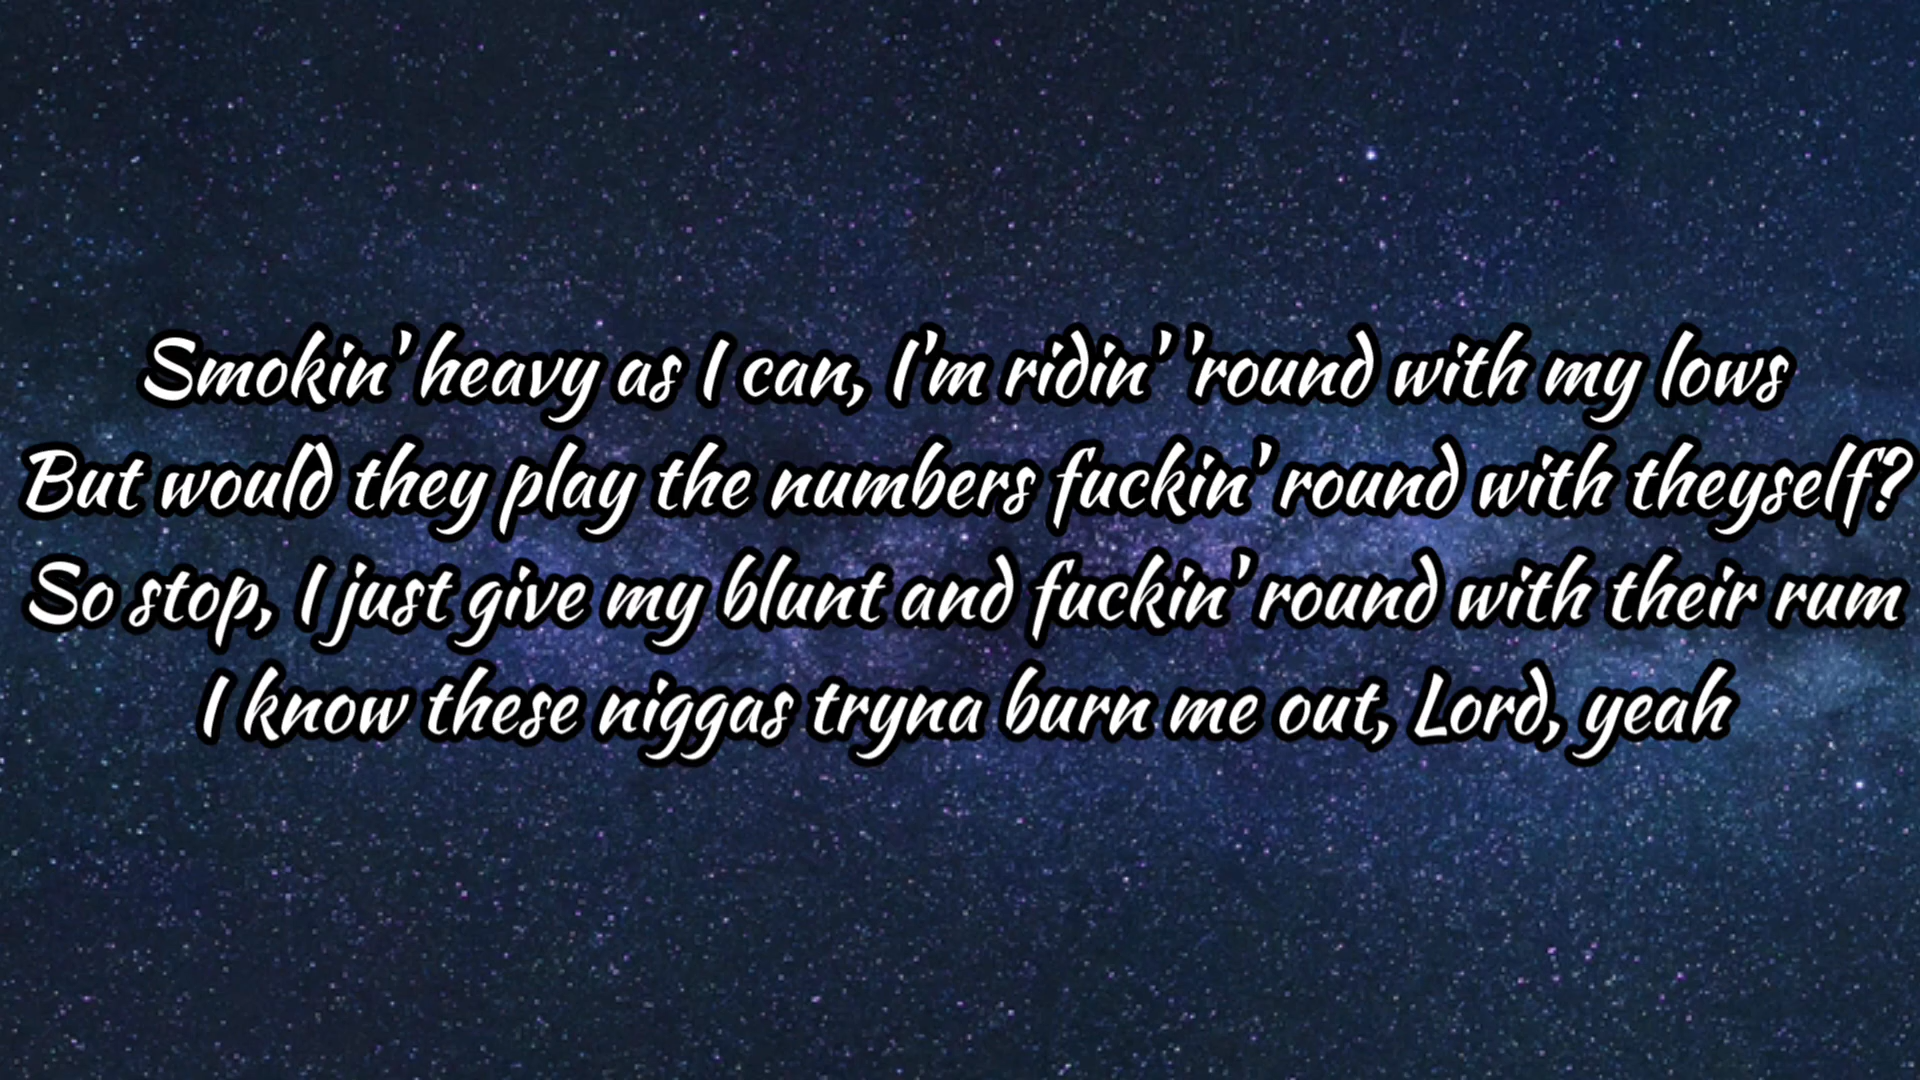 Smokin' heavy as I can, I'm ridin' 'round with my lows
But would they play the numbers fuckin' round with theyself?
So stop, I just give my blunt and fuckin' round with their rum
I know these niggas tryna burn me out, Lord, yeah